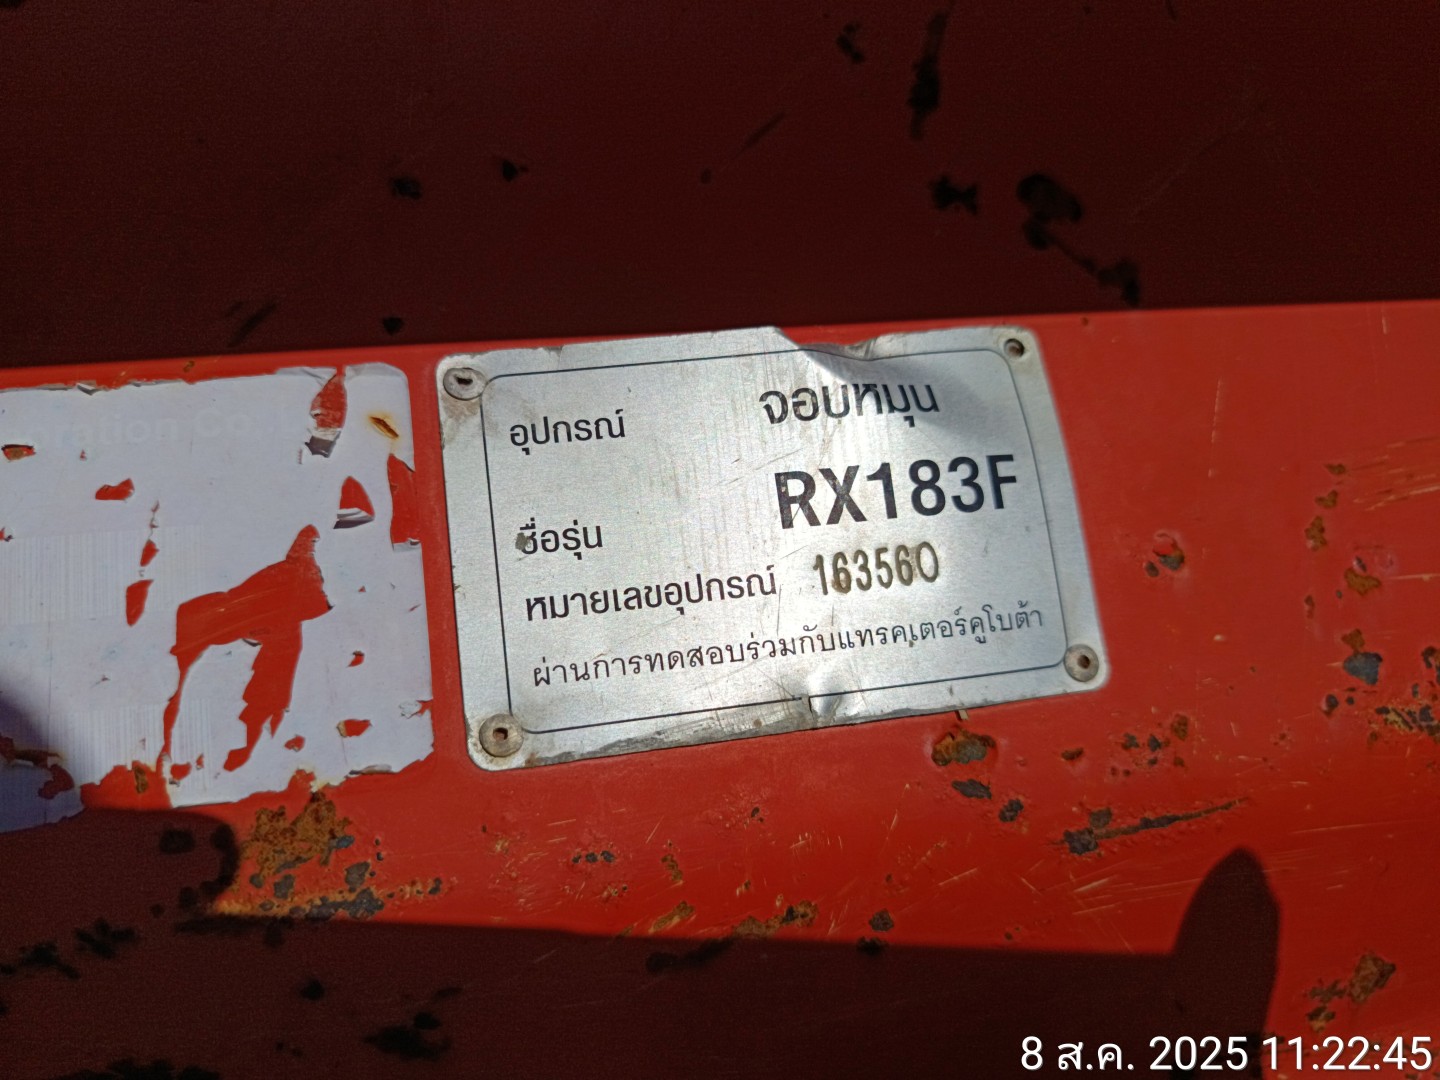 อุปกรณ์ จอบหมุน
ชื่อรุ่น RX183F
หมายเลขอุปกรณ์ 163560
ผ่านการทดสอบร่วมกับแทรคเตอร์คูโบต้า
8 ส.ค. 2025 11:22:45